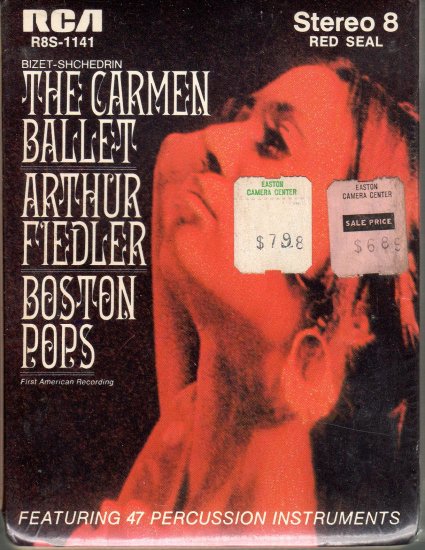 RCA
R8S-1141
Stereo 8
RED SEAL
BIZET-SHCHEDRIN
THE CARMEN
BALLET
ARTHUR
FIEDLER
BOSTON
POPS
First American Recording
EASTON
CAMERA CENTER
$7.98
EASTON
CAMERA CENTER
SALE PRICE
$6.85
FEATURING 47 PERCUSSION INSTRUMENTS